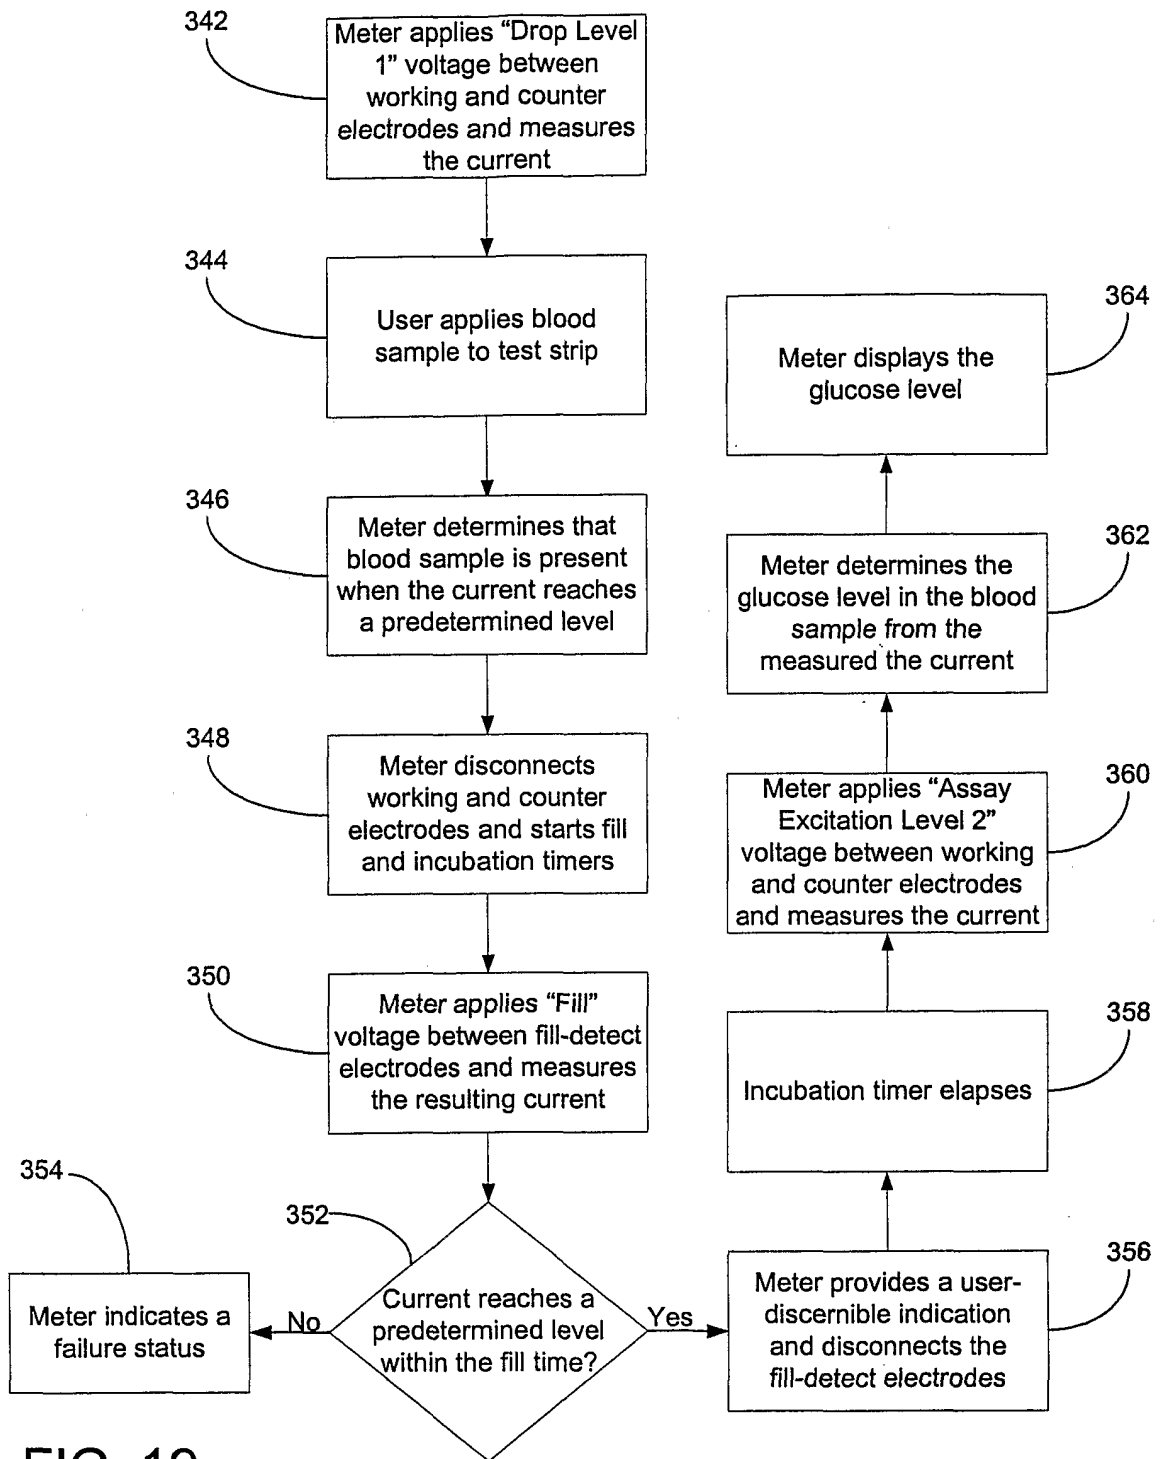 342
Meter applies “Drop Level
1” voltage between
working and counter
electrodes and measures
the current
344
User applies blood
sample to test strip
346
Meter determines that
blood sample is present
when the current reaches
a predetermined level
348
Meter disconnects
working and counter
electrodes and starts fill
and incubation timers
350
Meter applies “Fill”
voltage between fill-detect
electrodes and measures
the resulting current
352
Current reaches a
predetermined level
within the fill time?
No
354
Meter indicates a
failure status
Yes
356
Meter provides a user-
discernible indication
and disconnects the
fill-detect electrodes
358
Incubation timer elapses
360
Meter applies “Assay
Excitation Level 2”
voltage between working
and counter electrodes
and measures the current
362
Meter determines the
glucose level in the blood
sample from the
measured the current
364
Meter displays the
glucose level